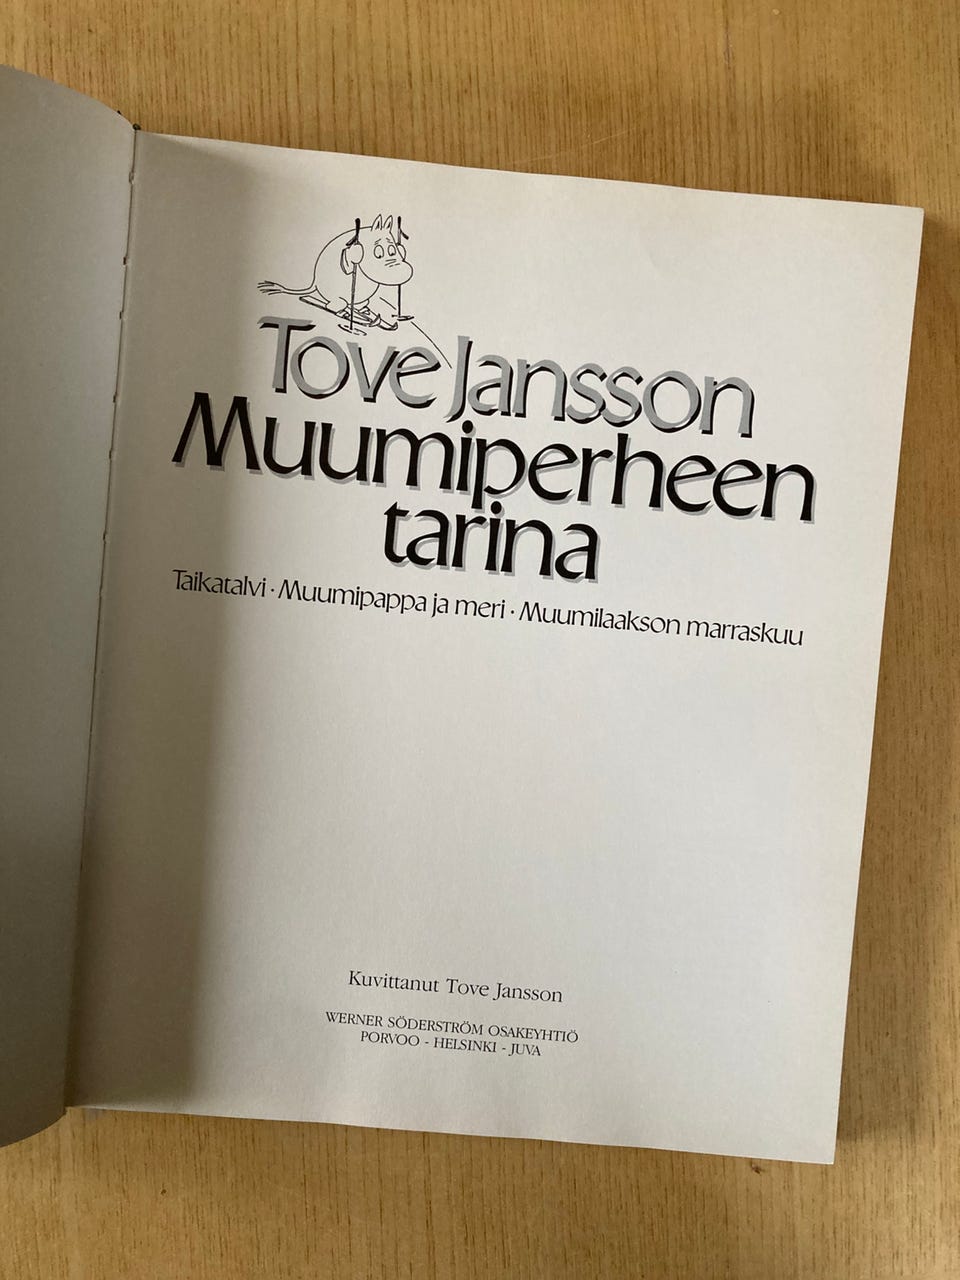 Tove Jansson
Muumiperheen
tarina
Taikatalvi · Muumipappa ja meri · Muumilaakson marraskuu
Kuvittanut Tove Jansson
WERNER SÖDERSTRÖM OSAKEYHTIÖ
PORVOO - HELSINKI - JUVA